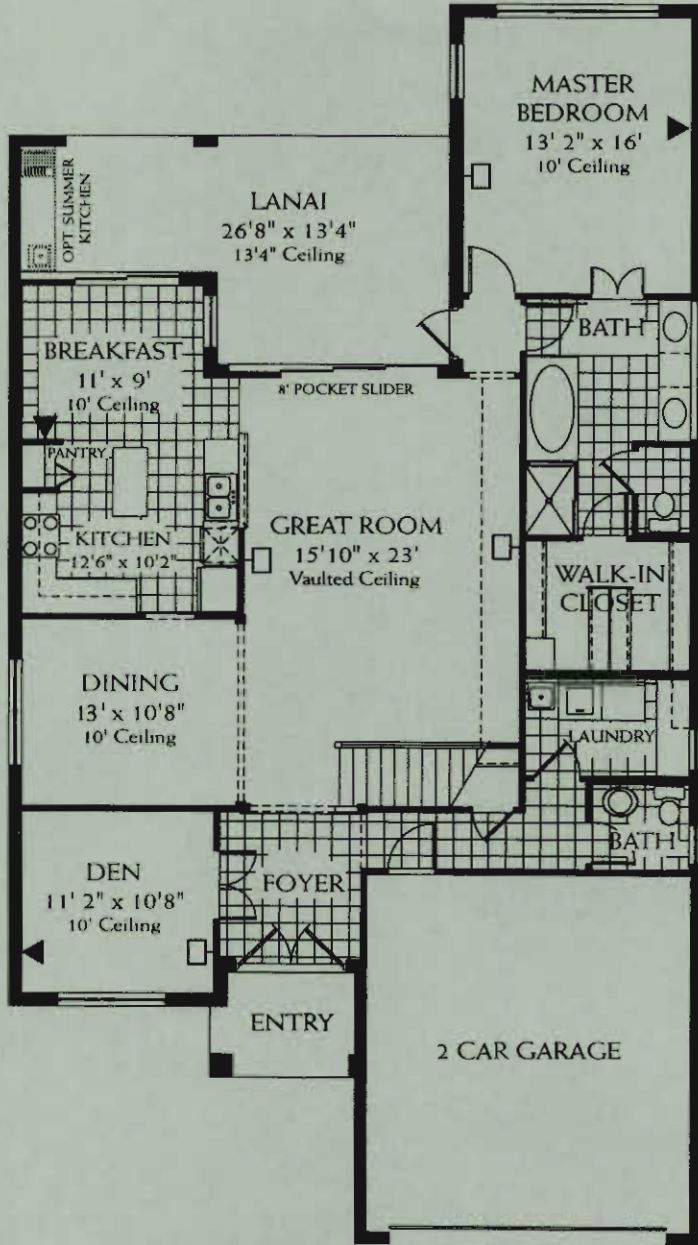 MASTER
BEDROOM
13' 2" x 16'
10' Ceiling
OPT. SUMMER
KITCHEN
LANAI
26'8" x 13'4"
13'4" Ceiling
BATH
BREAKFAST
11' x 9'
10' Ceiling
8' POCKET SLIDER
PANTRY
KITCHEN
12'6" x 10'2"
GREAT ROOM
15'10" x 23'
Vaulted Ceiling
WALK-IN
CLOSET
DINING
13' x 10'8"
10' Ceiling
LAUNDRY
BATH
DEN
11' 2" x 10'8"
10' Ceiling
FOYER
ENTRY
2 CAR GARAGE